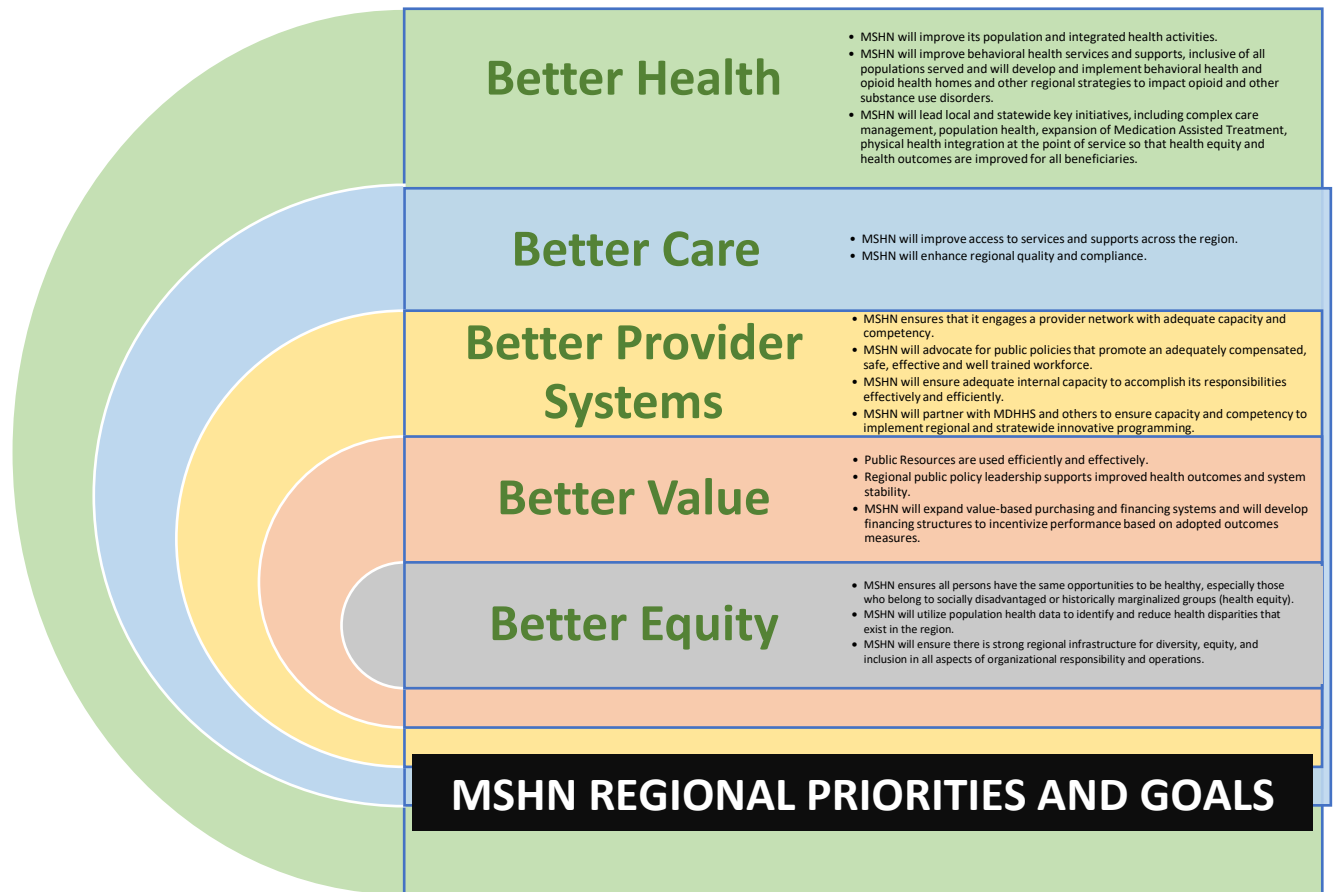 Better Health
• MSHN will improve its population and integrated health activities.
• MSHN will improve behavioral health services and supports, inclusive of all
populations served and will develop and implement behavioral health and
opioid health homes and other regional strategies to impact opioid and other
substance use disorders.
• MSHN will lead local and statewide key initiatives, including complex care
management, population health, expansion of Medication Assisted Treatment,
physical health integration at the point of service so that health equity and
health outcomes are improved for all beneficiaries.
Better Care
• MSHN will improve access to services and supports across the region.
• MSHN will enhance regional quality and compliance.
Better Provider
Systems
• MSHN ensures that it engages a provider network with adequate capacity and
competency.
• MSHN will advocate for public policies that promote an adequately compensated,
safe, effective and well trained workforce.
• MSHN will ensure adequate internal capacity to accomplish its responsibilities
effectively and efficiently.
• MSHN will partner with MDHHS and others to ensure capacity and competency to
implement regional and stratewide innovative programming.
Better Value
• Public Resources are used efficiently and effectively.
• Regional public policy leadership supports improved health outcomes and system
stability.
• MSHN will expand value-based purchasing and financing systems and will develop
financing structures to incentivize performance based on adopted outcomes
measures.
Better Equity
• MSHN ensures all persons have the same opportunities to be healthy, especially those
who belong to socially disadvantaged or historically marginalized groups (health equity).
• MSHN will utilize population health data to identify and reduce health disparities that
exist in the region.
• MSHN will ensure there is strong regional infrastructure for diversity, equity, and
inclusion in all aspects of organizational responsibility and operations.
MSHN REGIONAL PRIORITIES AND GOALS